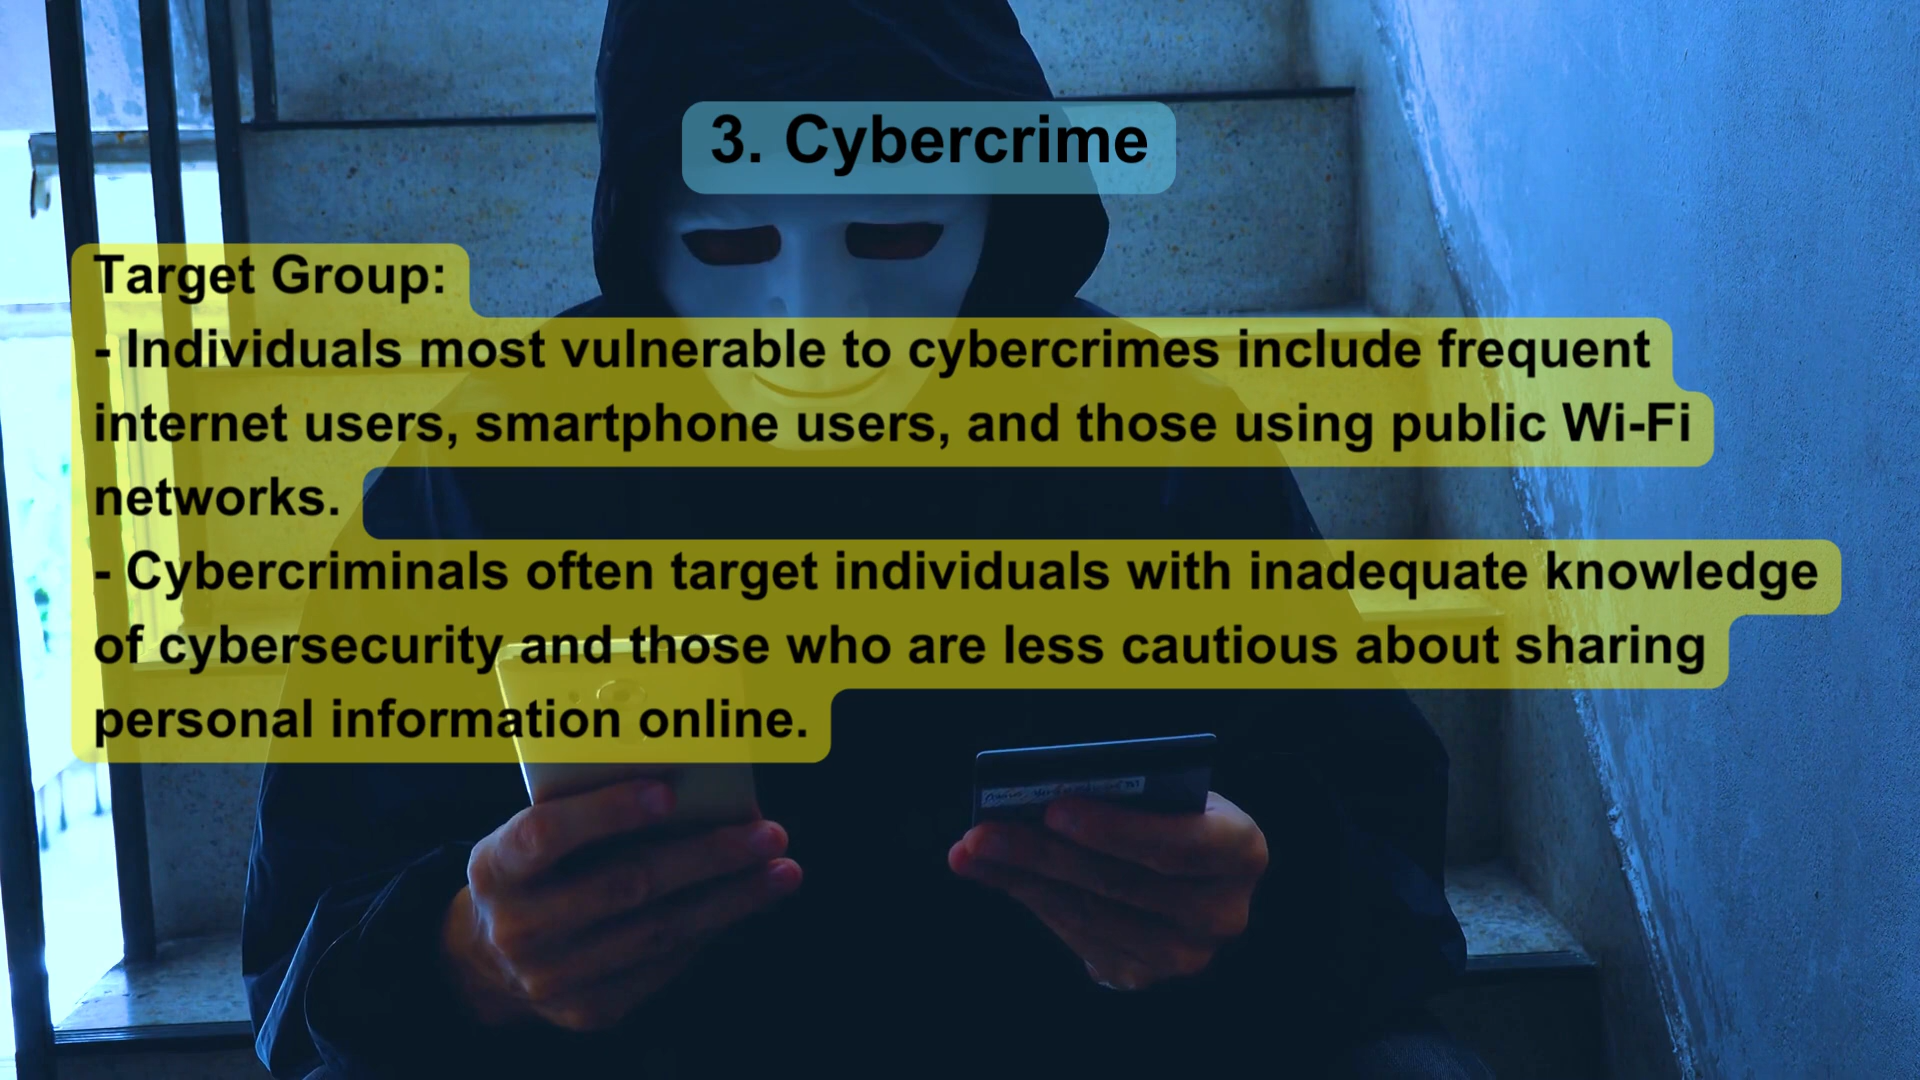 3. Cybercrime
Target Group:
- Individuals most vulnerable to cybercrimes include frequent
internet users, smartphone users, and those using public Wi-Fi
networks.
- Cybercriminals often target individuals with inadequate knowledge
of cybersecurity and those who are less cautious about sharing
personal information online.